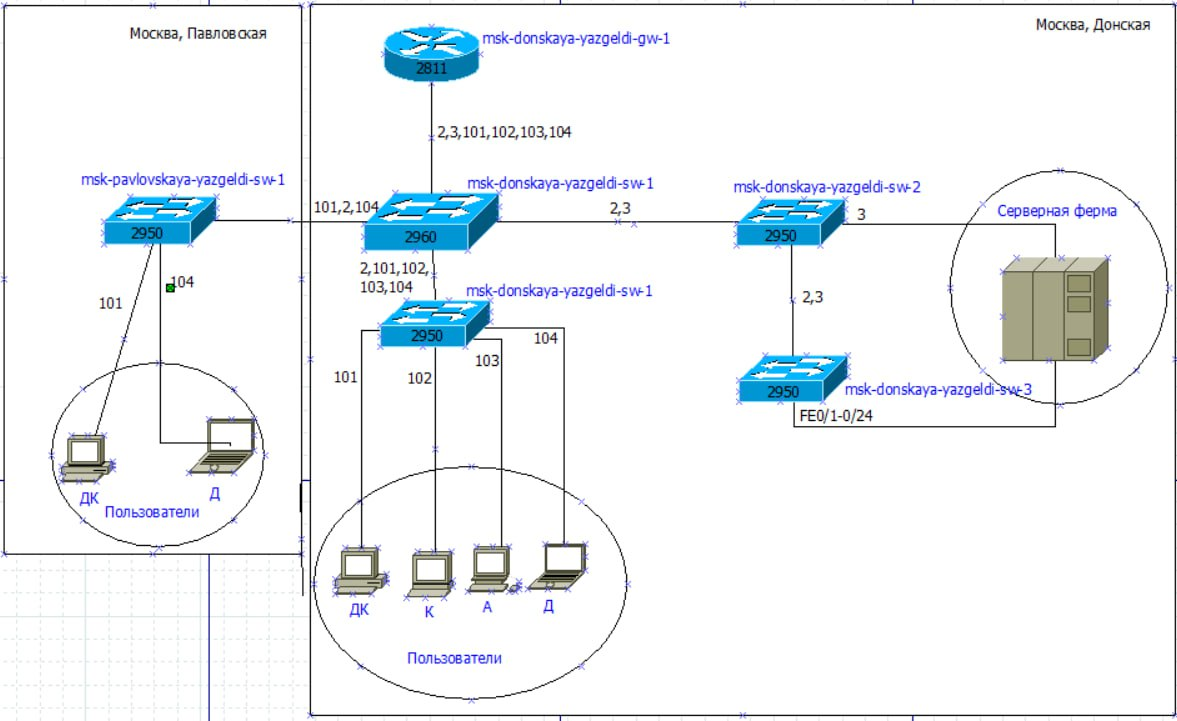 Москва, Павловская
Москва, Донская
msk-donskaya-yazgeldi-gw-1
2811
2,3,101,102,103,104
msk-pavlovskaya-yazgeldi-sw-1
2950
101,2,104
msk-donskaya-yazgeldi-sw-1
2960
2,3
msk-donskaya-yazgeldi-sw-2
2950
3
Серверная ферма
2,101,102,
103,104
104
101
msk-donskaya-yazgeldi-sw-1
2950
2,3
101
102
103
104
2950
msk-donskaya-yazgeldi-sw-3
FE0/1-0/24
ДК
Д
Пользователи
ДК
К
А
Д
Пользователи